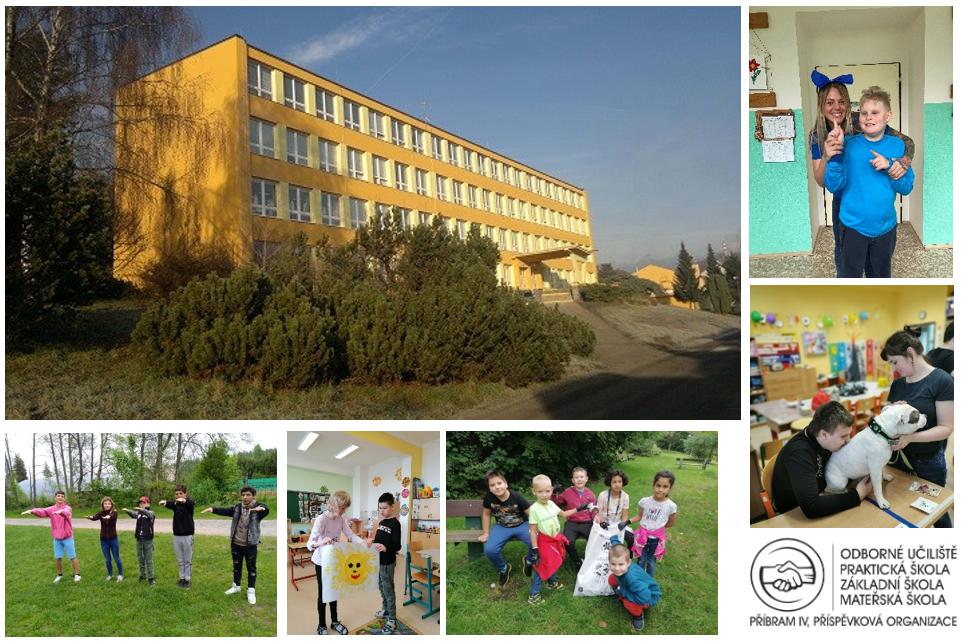 ODBORNÉ UČILIŠTĚ
PRAKTICKÁ ŠKOLA
ZÁKLADNÍ ŠKOLA
MATEŘSKÁ ŠKOLA
PŘÍBRAM IV, PŘÍSPĚVKOVÁ ORGANIZACE